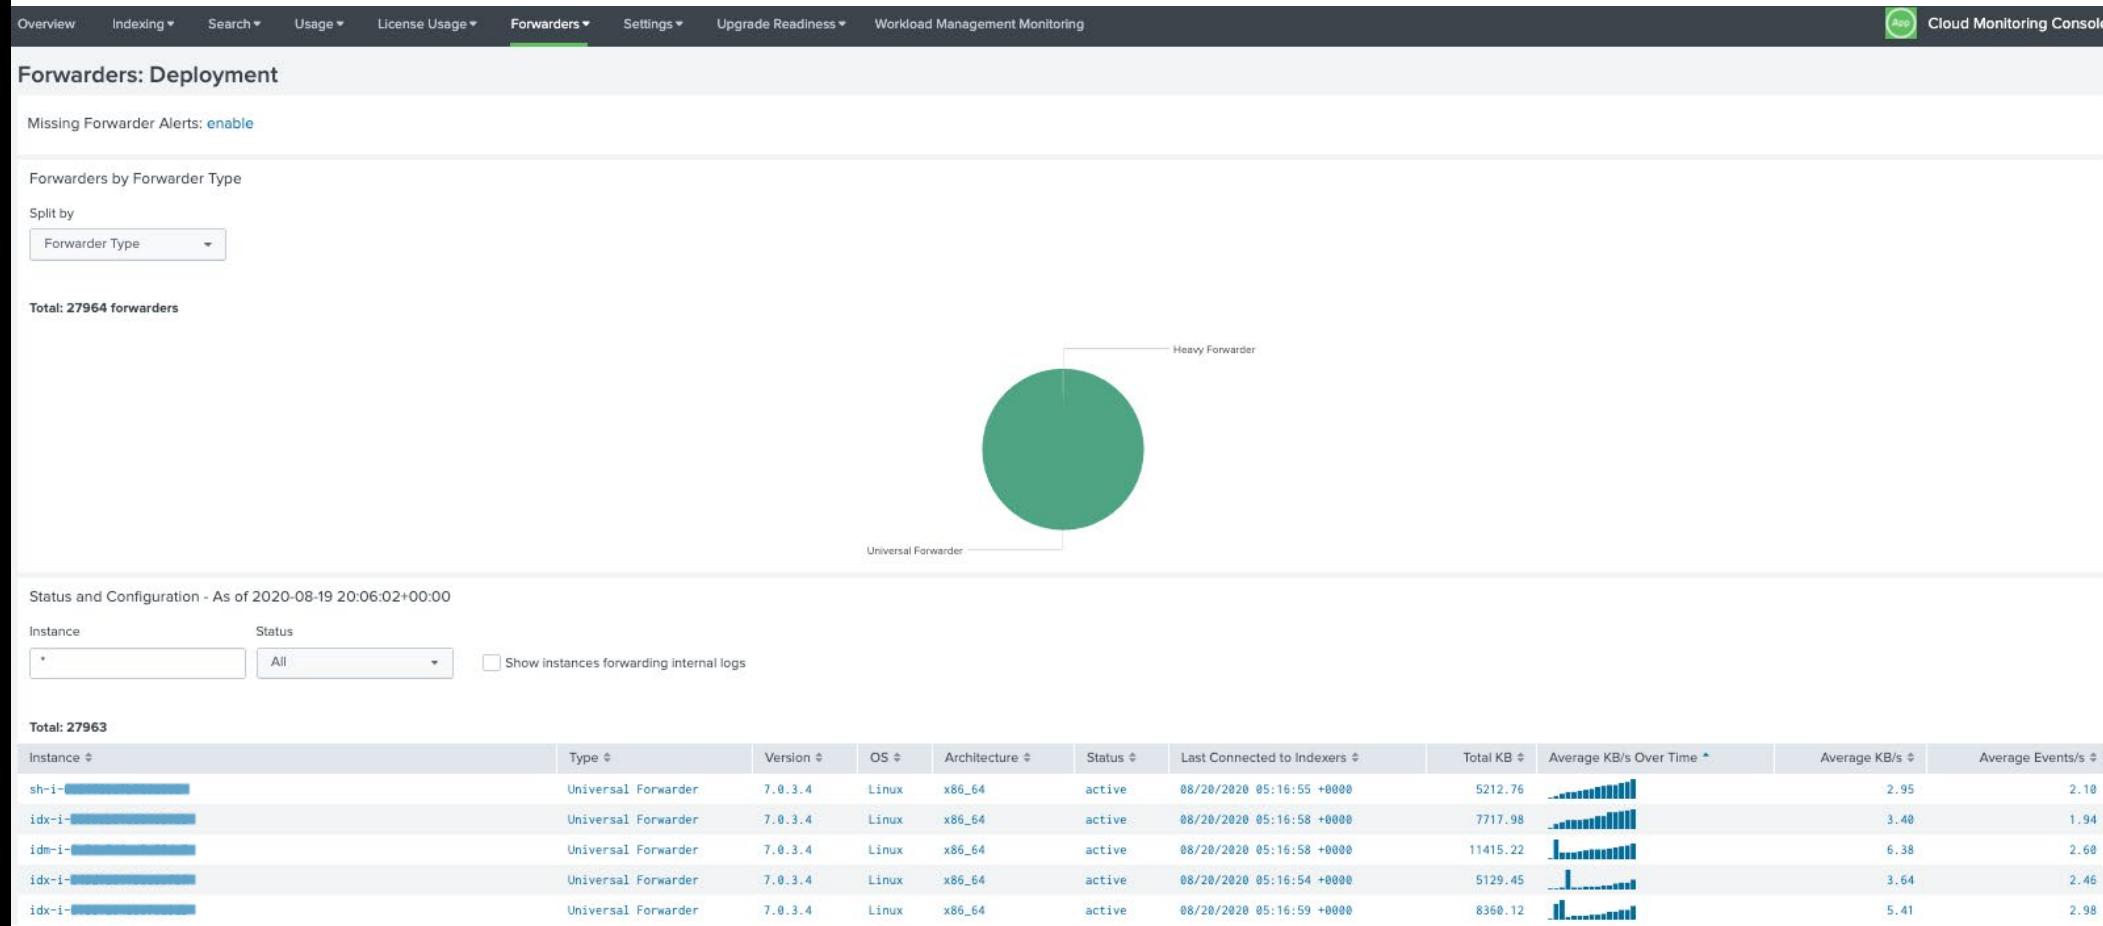 Overview Indexing Search Usage License Usage Forwarders Settings Upgrade Readiness Workload Management Monitoring App Cloud Monitoring Console
Forwarders: Deployment
Missing Forwarder Alerts: enable
Forwarders by Forwarder Type
Split by
Forwarder Type
Total: 27964 forwarders
Heavy Forwarder
Universal Forwarder
Status and Configuration - As of 2020-08-19 20:06:02+00:00
Instance Status
* All Show instances forwarding internal logs
Total: 27963
Instance Type Version OS Architecture Status Last Connected to Indexers Total KB Average KB/s Over Time Average KB/s Average Events/s
sh-i- Universal Forwarder 7.0.3.4 Linux x86_64 active 08/20/2020 05:16:55 +0000 5212.76 2.95 2.10
idx-i- Universal Forwarder 7.0.3.4 Linux x86_64 active 08/20/2020 05:16:58 +0000 7717.98 3.40 1.94
idm-i- Universal Forwarder 7.0.3.4 Linux x86_64 active 08/20/2020 05:16:58 +0000 11415.22 6.38 2.60
idx-i- Universal Forwarder 7.0.3.4 Linux x86_64 active 08/20/2020 05:16:54 +0000 5129.45 3.64 2.46
idx-i- Universal Forwarder 7.0.3.4 Linux x86_64 active 08/20/2020 05:16:59 +0000 8360.12 5.41 2.98